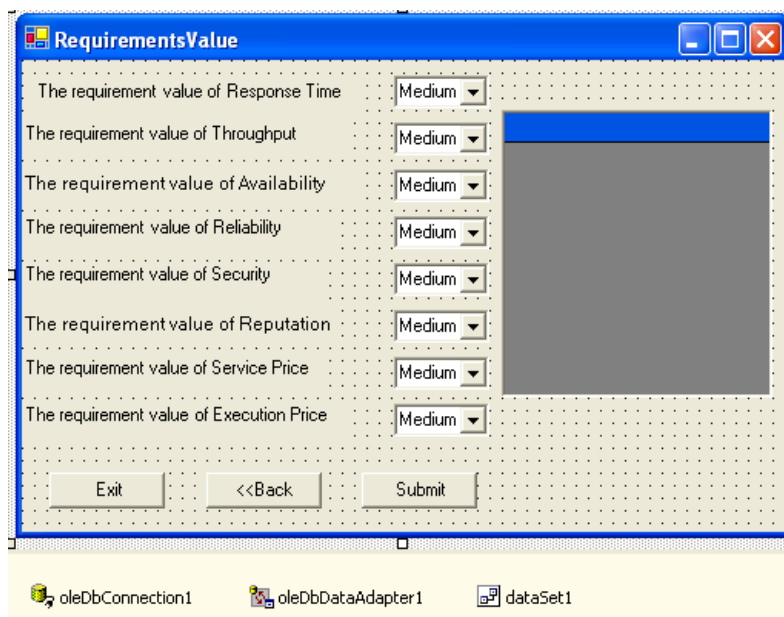 RequirementsValue
The requirement value of Response Time Medium
The requirement value of Throughput Medium
The requirement value of Availability Medium
The requirement value of Reliability Medium
The requirement value of Security Medium
The requirement value of Reputation Medium
The requirement value of Service Price Medium
The requirement value of Execution Price Medium
Exit <<Back Submit
oleDbConnection1 oleDbDataAdapter1 dataSet1